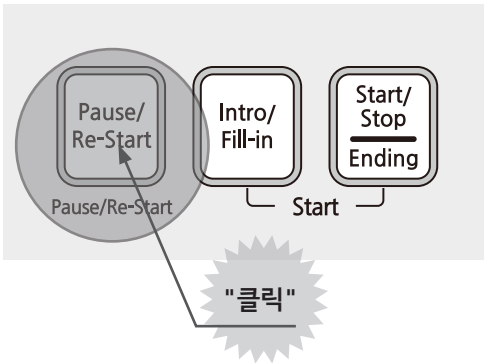 Pause/
Re-Start
Intro/
Fill-in
Start/
Stop
Ending
Pause/Re-Start
Start
"클릭"